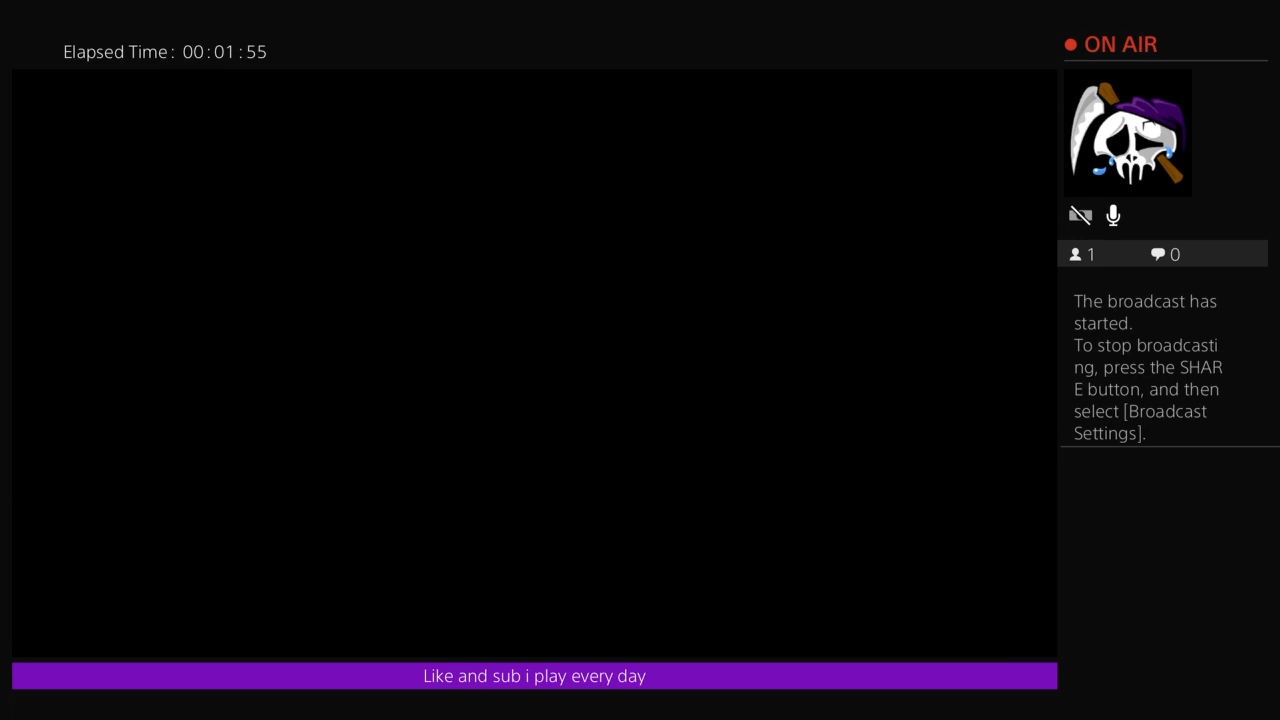 Elapsed Time: 00:01:55
ON AIR
1 0
The broadcast has
started.
To stop broadcasti
ng, press the SHAR
E button, and then
select [Broadcast
Settings].
Like and sub i play every day